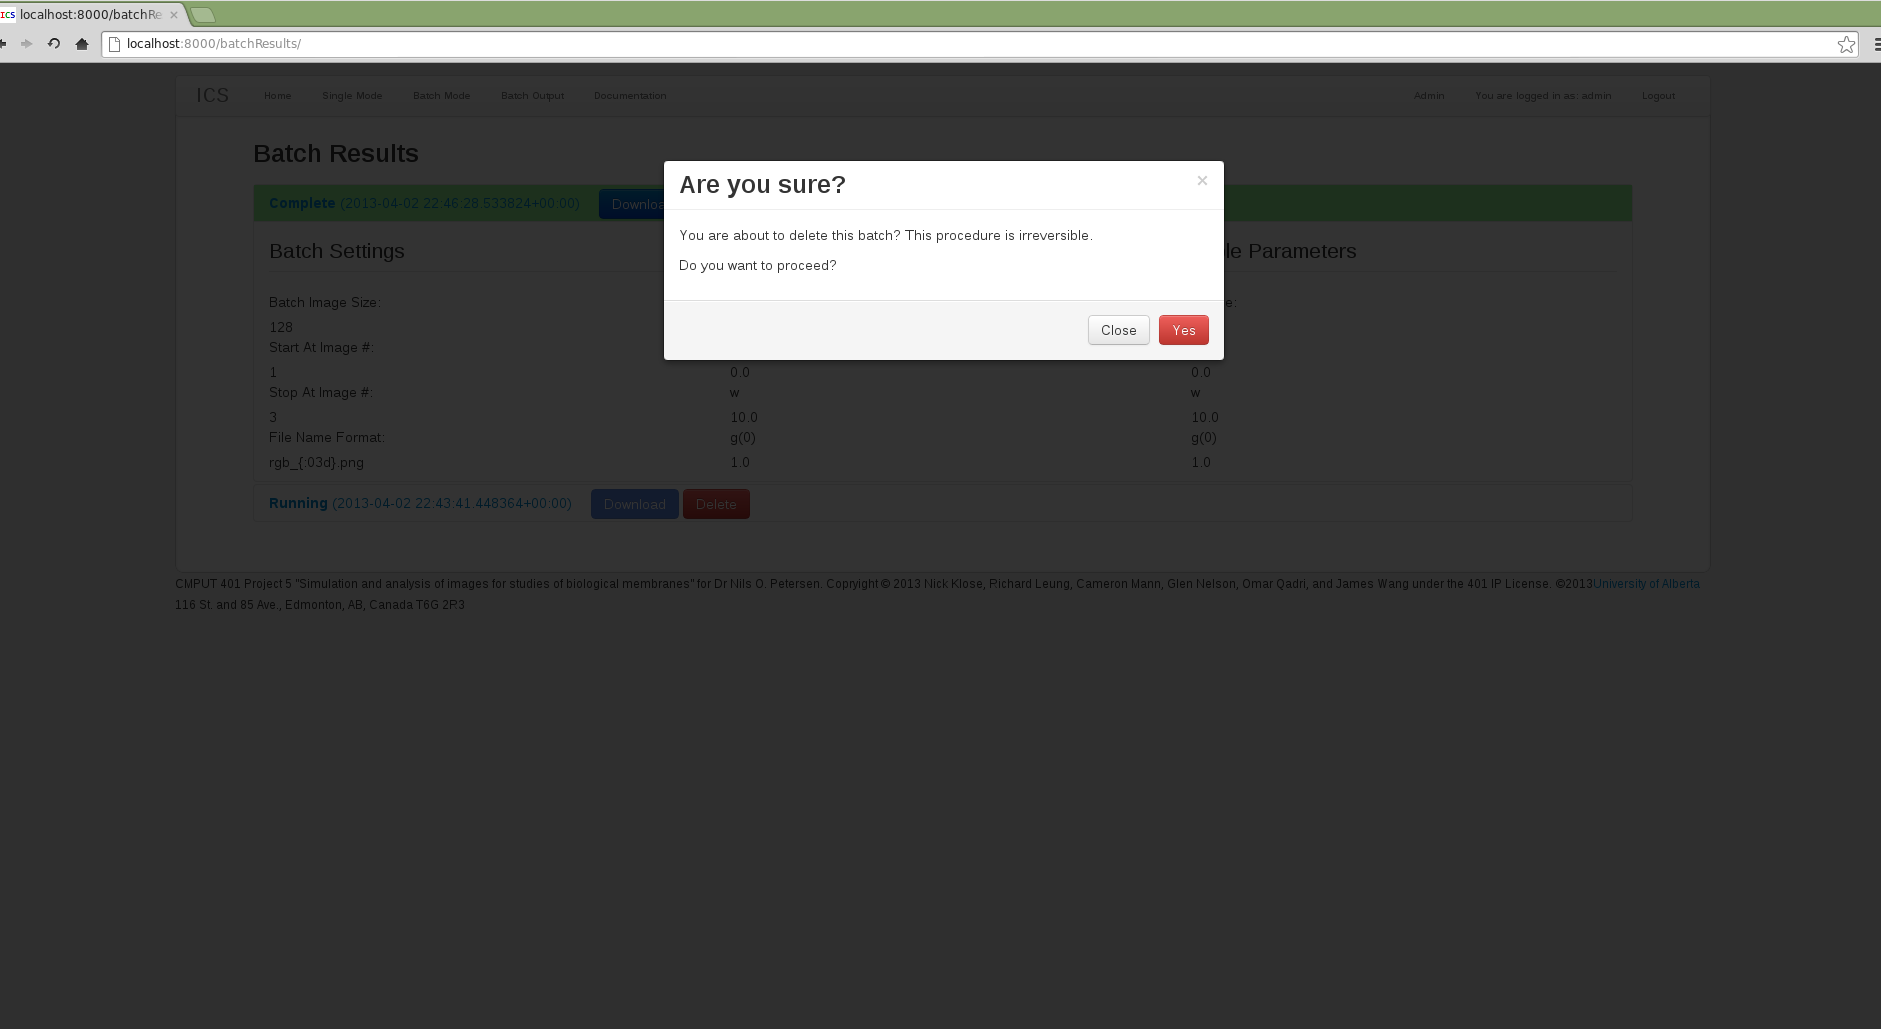 ICS localhost:8000/batchRe ×
localhost:8000/batchResults/
ICS Home Single Mode Batch Mode Batch Output Documentation Admin You are logged in as: admin Logout
Batch Results
Are you sure? ×
Complete (2013-04-02 22:46:28.533824+00:00) Downloa
You are about to delete this batch? This procedure is irreversible.
Batch Settings le Parameters
Do you want to proceed?
Batch Image Size: e:
128
Close Yes
Start At Image #:
1 0.0 0.0
Stop At Image #: w w
3 10.0 10.0
File Name Format: g(0) g(0)
rgb_{:03d}.png 1.0 1.0
Running (2013-04-02 22:43:41.448364+00:00) Download Delete
CMPUT 401 Project 5 "Simulation and analysis of images for studies of biological membranes" for Dr Nils O. Petersen. Copryight © 2013 Nick Klose, Richard Leung, Cameron Mann, Glen Nelson, Omar Qadri, and James Wang under the 401 IP License. ©2013University of Alberta
116 St. and 85 Ave., Edmonton, AB, Canada T6G 2R3